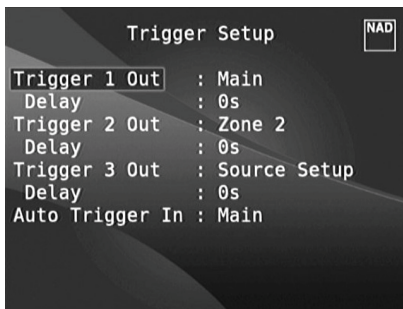 Trigger Setup
NAD
Trigger 1 Out : Main
Delay : 0s
Trigger 2 Out : Zone 2
Delay : 0s
Trigger 3 Out : Source Setup
Delay : 0s
Auto Trigger In : Main